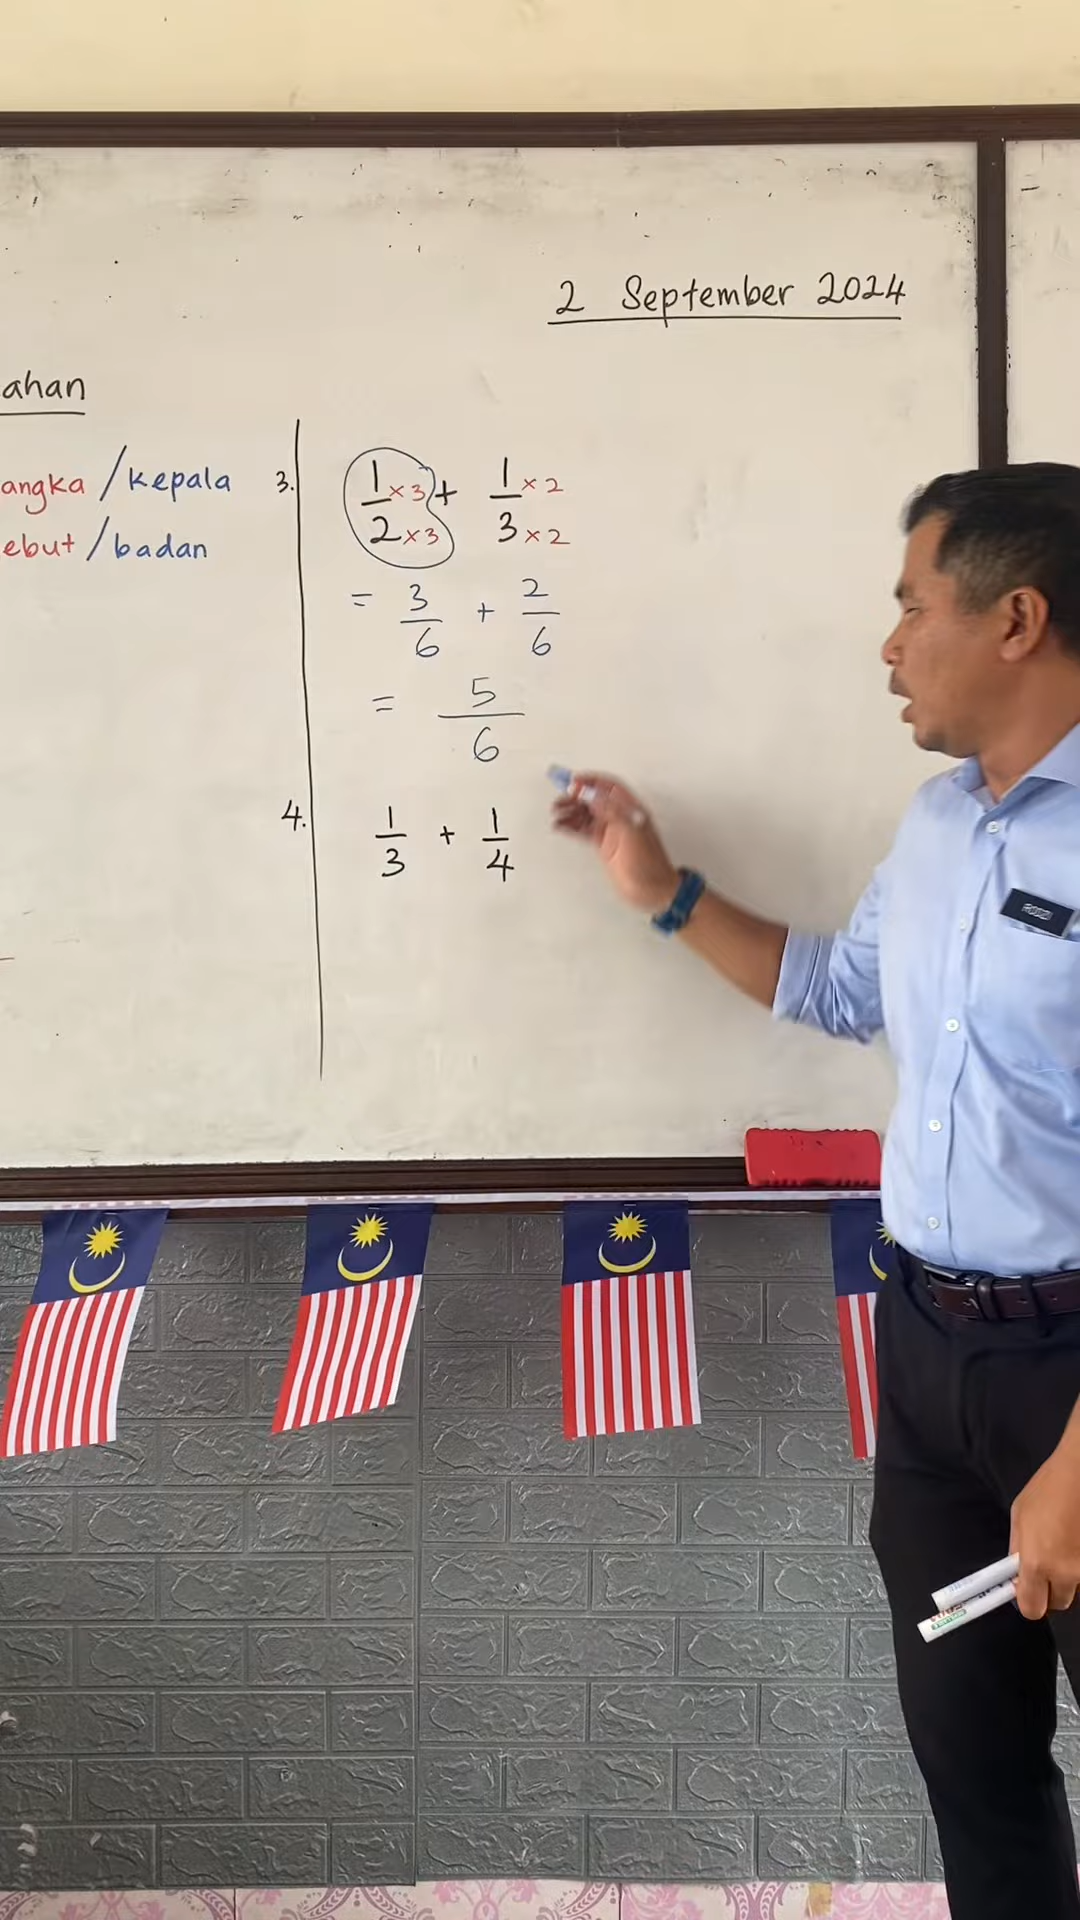 2 September 2024
ahan
angka / kepala
ebut / badan
3. 1/2 ×3 ×3 + 1/3 ×2 ×2
= 3/6 + 2/6
= 5/6
4. 1/3 + 1/4